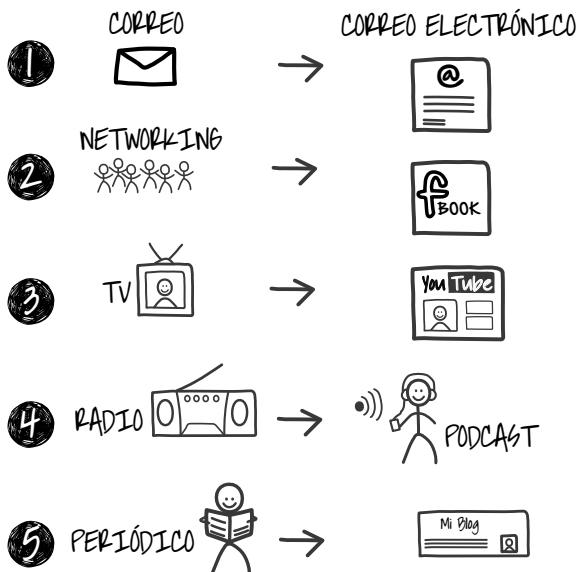 CORREO
CORREO ELECTRÓNICO
1
@
NETWORKING
2
f BOOK
TV
3
You Tube
4
RADIO
PODCAST
5
PERIÓDICO
Mi Blog